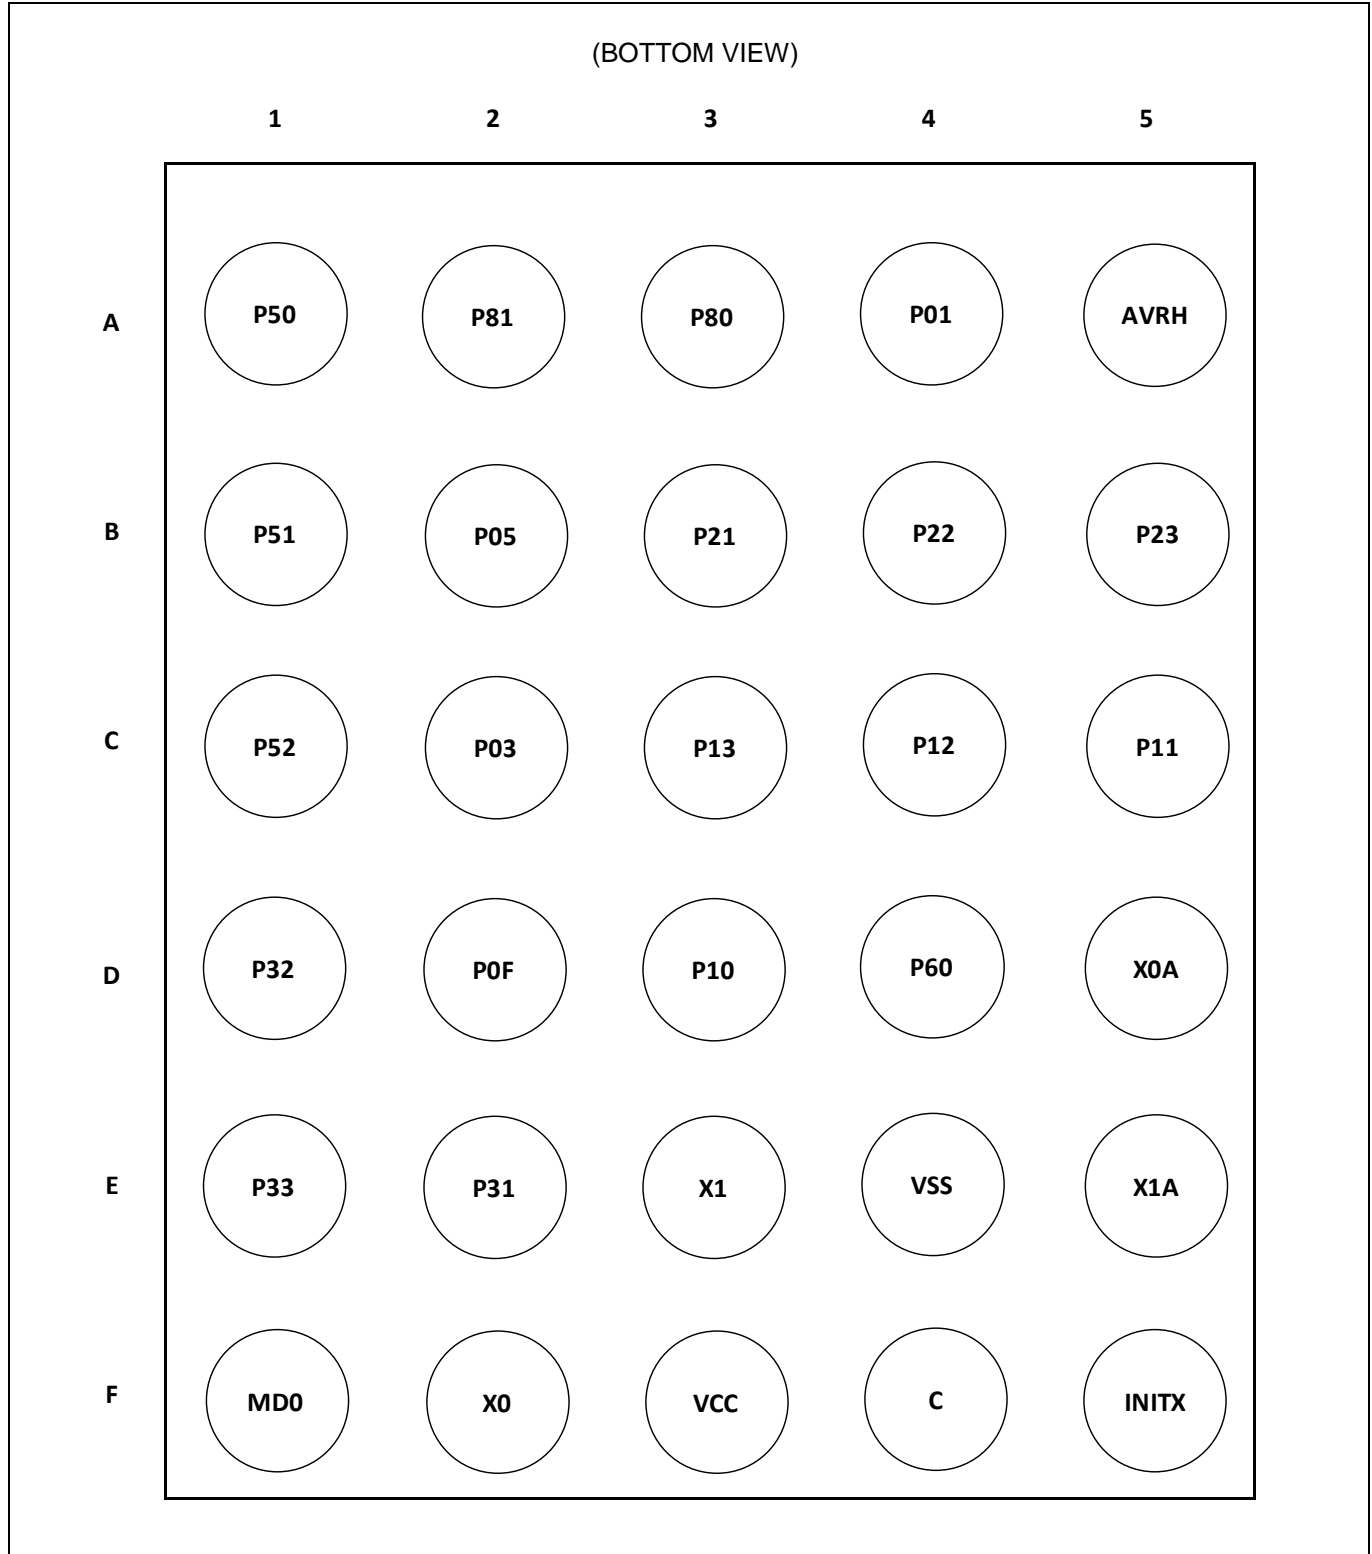 (BOTTOM VIEW)
1 2 3 4 5
A P50 P81 P80 P01 AVRH
B P51 P05 P21 P22 P23
C P52 P03 P13 P12 P11
D P32 P0F P10 P60 X0A
E P33 P31 X1 VSS X1A
F MD0 X0 VCC C INITX